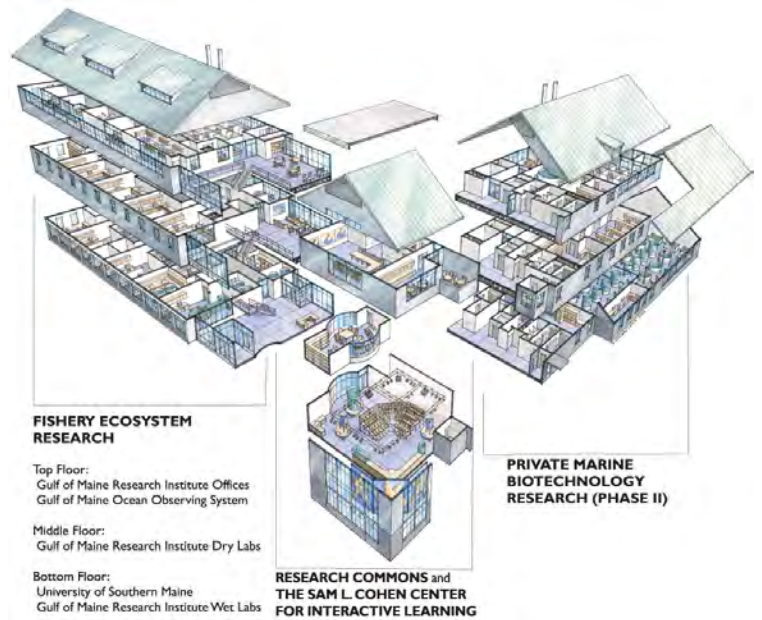 FISHERY ECOSYSTEM
RESEARCH
Top Floor:
Gulf of Maine Research Institute Offices
Gulf of Maine Ocean Observing System
Middle Floor:
Gulf of Maine Research Institute Dry Labs
Bottom Floor:
University of Southern Maine
Gulf of Maine Research Institute Wet Labs
RESEARCH COMMONS and
THE SAM L. COHEN CENTER
FOR INTERACTIVE LEARNING
PRIVATE MARINE
BIOTECHNOLOGY
RESEARCH (PHASE II)